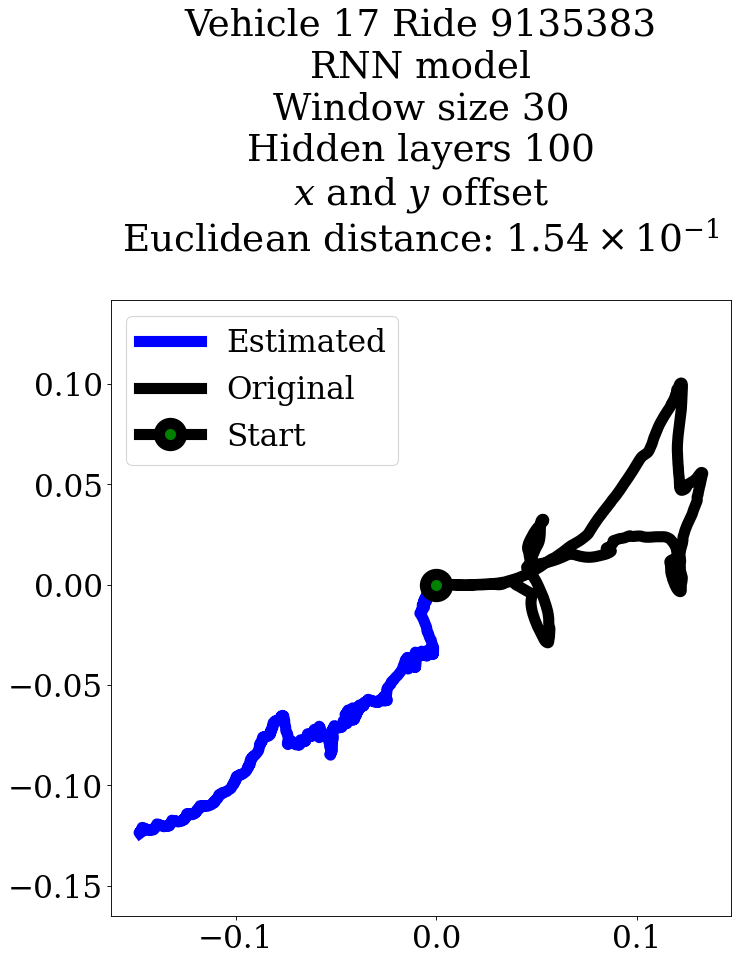 Vehicle 17 Ride 9135383
RNN model
Window size 30
Hidden layers 100
x and y offset
Euclidean distance: 1.54 × 10⁻¹
Estimated
Original
Start
0.10
0.05
0.00
−0.05
−0.10
−0.15
−0.1 0.0 0.1